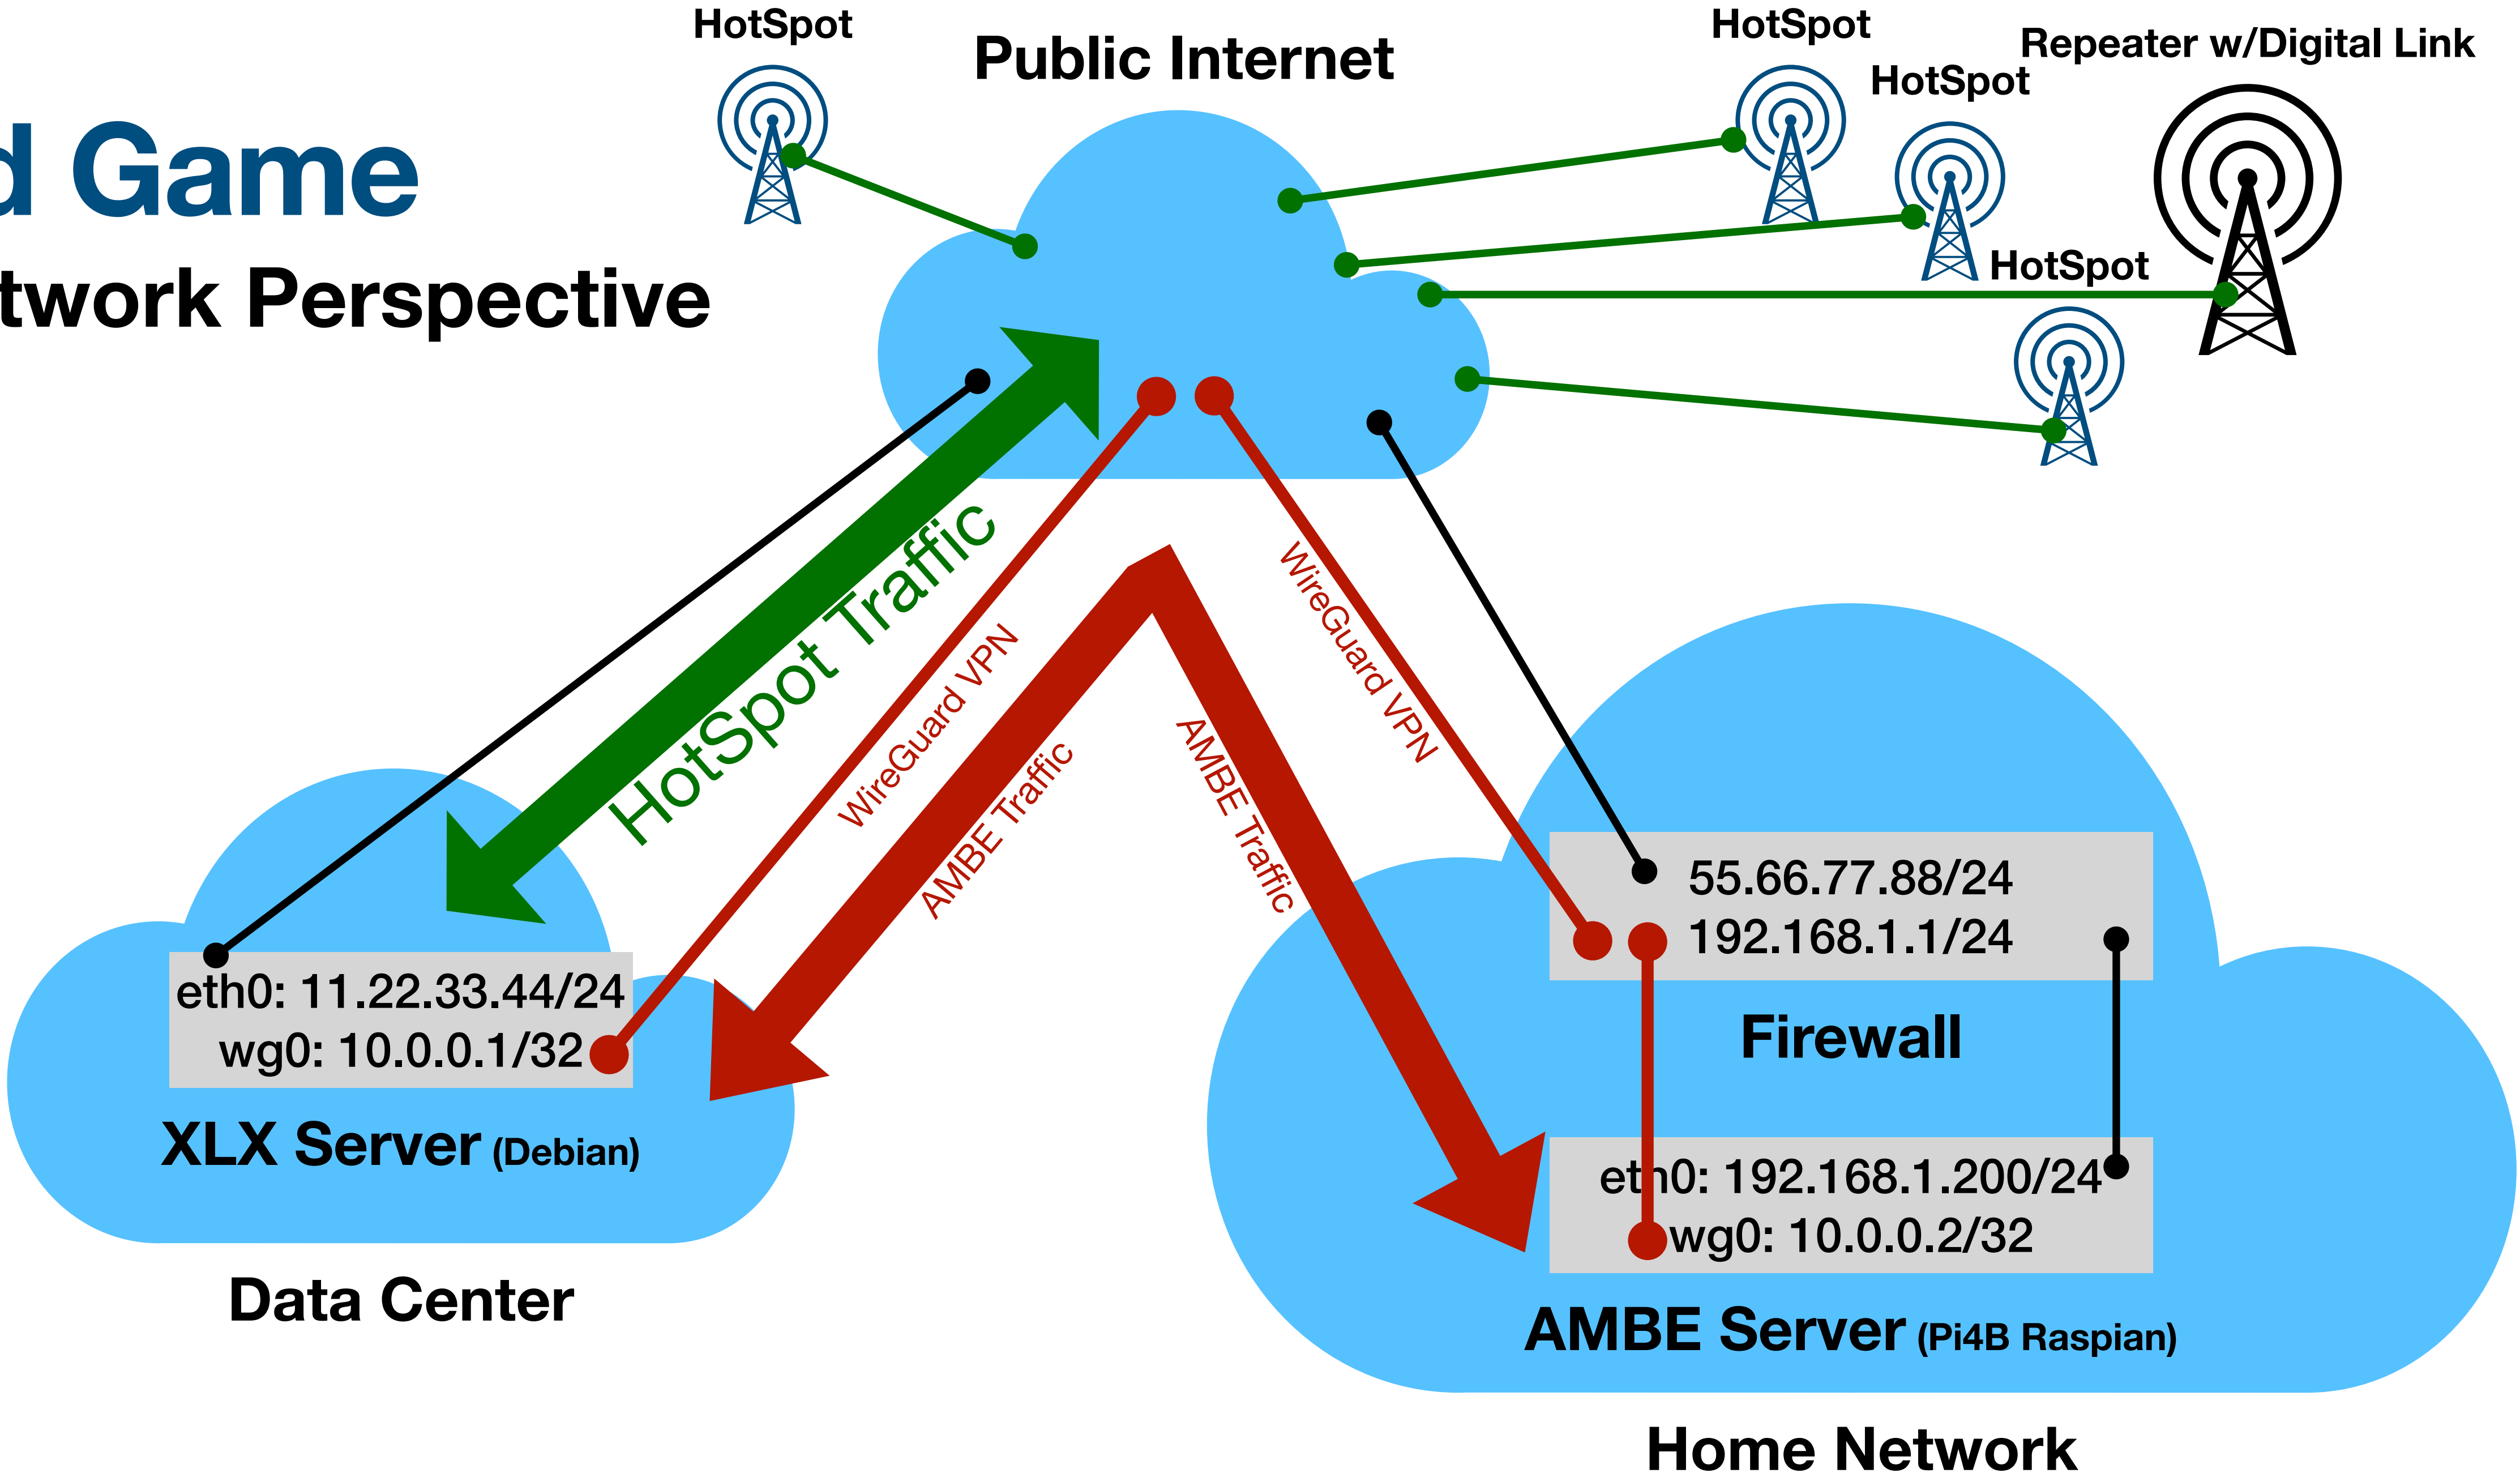 HotSpot
Public Internet
HotSpot
Repeater w/Digital Link
HotSpot
d Game
twork Perspective
HotSpot
HotSpot Traffic
WireGuard VPN
AMBE Traffic
WireGuard VPN
AMBE Traffic
55.66.77.88/24
192.168.1.1/24
Firewall
eth0: 11.22.33.44/24
wg0: 10.0.0.1/32
XLX Server (Debian)
Data Center
eth0: 192.168.1.200/24
wg0: 10.0.0.2/32
AMBE Server (Pi4B Raspian)
Home Network